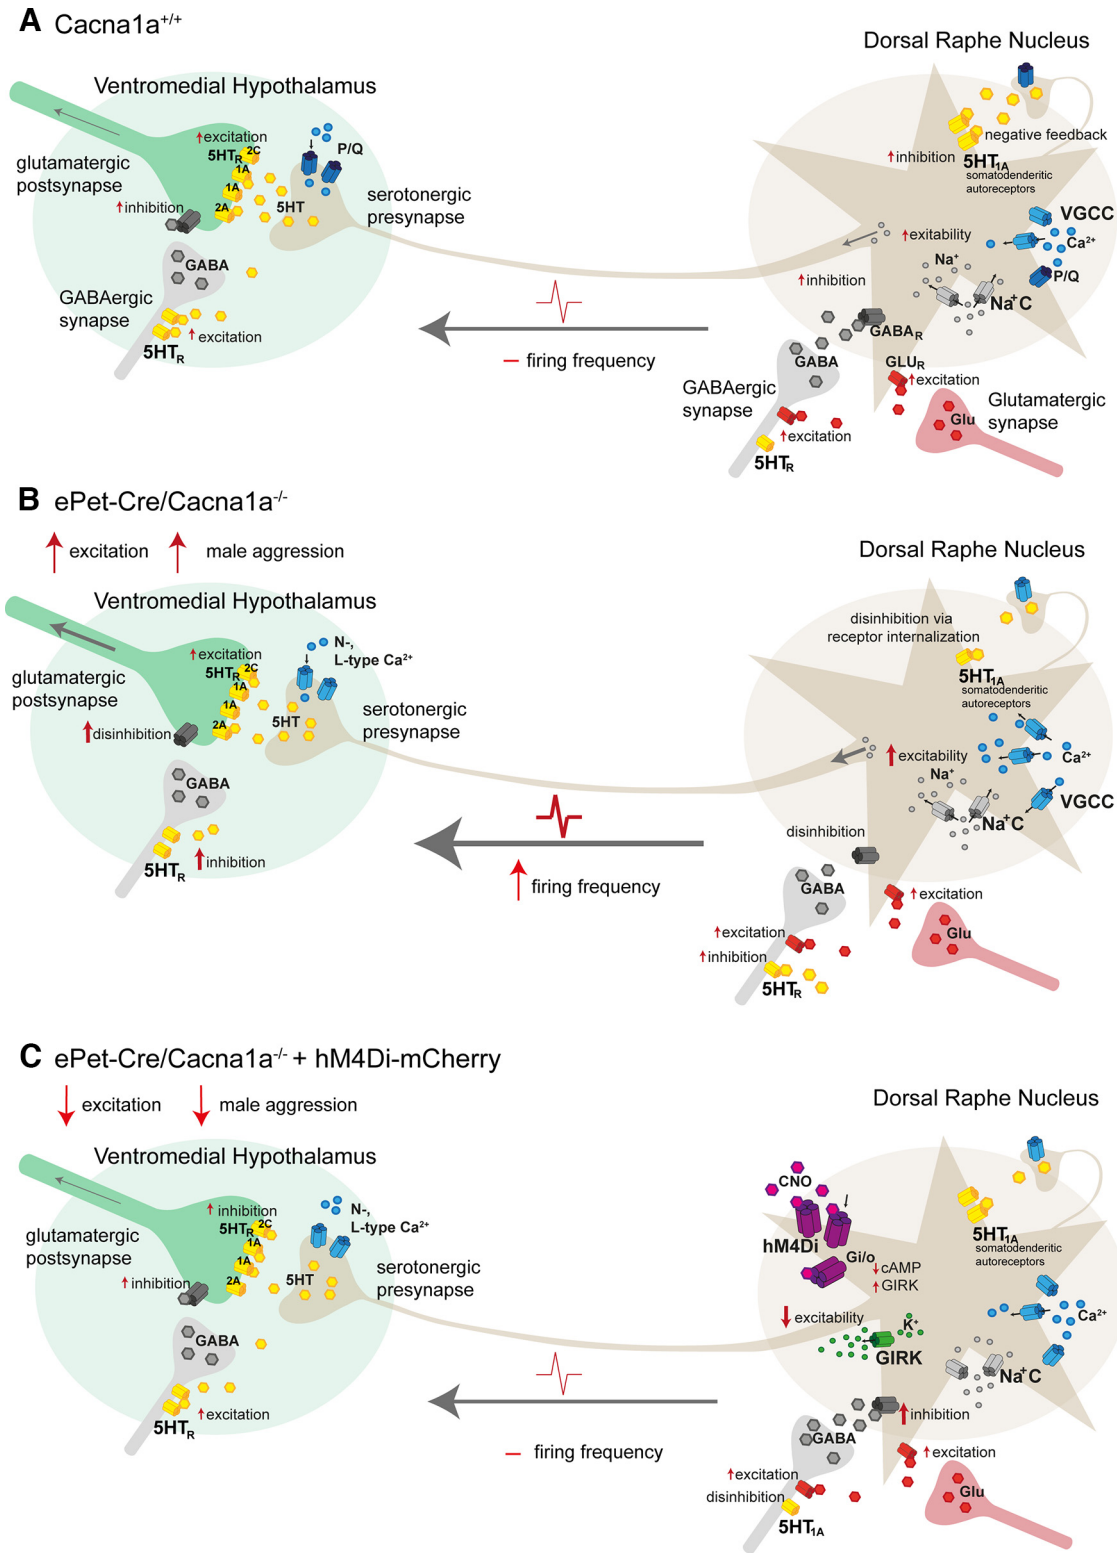 A Cacna1a+/+
Dorsal Raphe Nucleus
Ventromedial Hypothalamus
excitation
5HTR
2C
1A
1A
2A
P/Q
glutamatergic
postsynapse
inhibition
5HT
serotonergic
presynapse
GABA
GABAergic
synapse
excitation
5HTR
firing frequency
negative feedback
inhibition
5HT1A
somatodenderitic
autoreceptors
VGCC
Ca2+
exitability
Na+
P/Q
inhibition
Na+C
GABAR
GABA
GLUR
excitation
GABAergic
synapse
Glutamatergic
synapse
Glu
excitation
5HTR
B ePet-Cre/Cacna1a-/-
excitation
male aggression
Dorsal Raphe Nucleus
Ventromedial Hypothalamus
excitation
5HTR
2C
1A
1A
2A
N-,
L-type Ca2+
glutamatergic
postsynapse
disinhibition
5HT
serotonergic
presynapse
GABA
inhibition
5HTR
firing frequency
disinhibition via
receptor internalization
5HT1A
somatodenderitic
autoreceptors
excitability
Ca2+
Na+
VGCC
Na+C
disinhibition
GABA
excitation
Glu
excitation
inhibition
5HTR
C ePet-Cre/Cacna1a-/- + hM4Di-mCherry
excitation
male aggression
Dorsal Raphe Nucleus
Ventromedial Hypothalamus
inhibition
5HTR
2C
1A
1A
2A
N-,
L-type Ca2+
glutamatergic
postsynapse
inhibition
5HT
serotonergic
presynapse
GABA
excitation
5HTR
firing frequency
CNO
hM4Di
Gi/o
cAMP
GIRK
5HT1A
somatodenderitic
autoreceptors
excitability
K+
GIRK
Ca2+
Na+C
inhibition
GABA
excitation
Glu
excitation
disinhibition
5HT1A